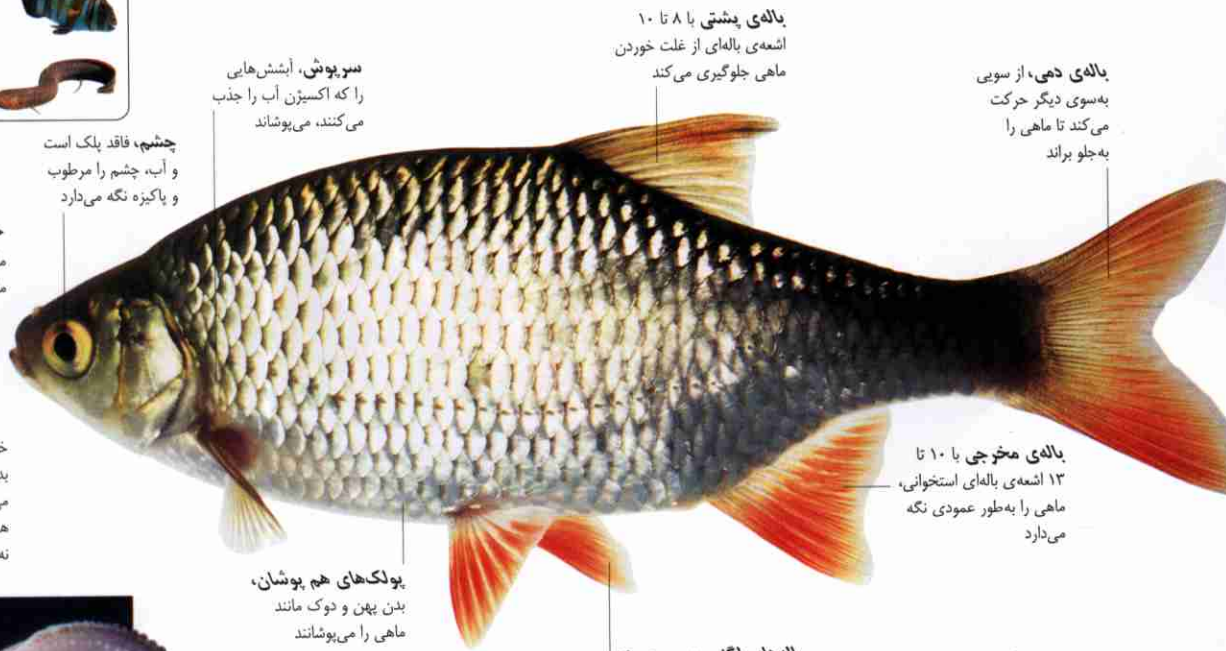 باله‌ی پشتی با ۸ تا ۱۰
اشعه‌ی باله‌ای از غلت خوردن
ماهی جلوگیری می‌کند
باله‌ی دمی، از سویی
به‌سوی دیگر حرکت
می‌کند تا ماهی را
به‌جلو براند
سرپوش، آبشش‌هایی
را که اکسیژن آب را جذب
می‌کنند، می‌پوشاند
چشم، فاقد پلک است
و آب، چشم را مرطوب
و پاکیزه نگه می‌دارد
باله‌ی مخرجی با ۱۰ تا
۱۳ اشعه‌ی باله‌ای استخوانی،
ماهی را به‌طور عمودی نگه
می‌دارد
پولک‌های هم پوشان،
بدن پهن و دوک مانند
ماهی را می‌پوشانند